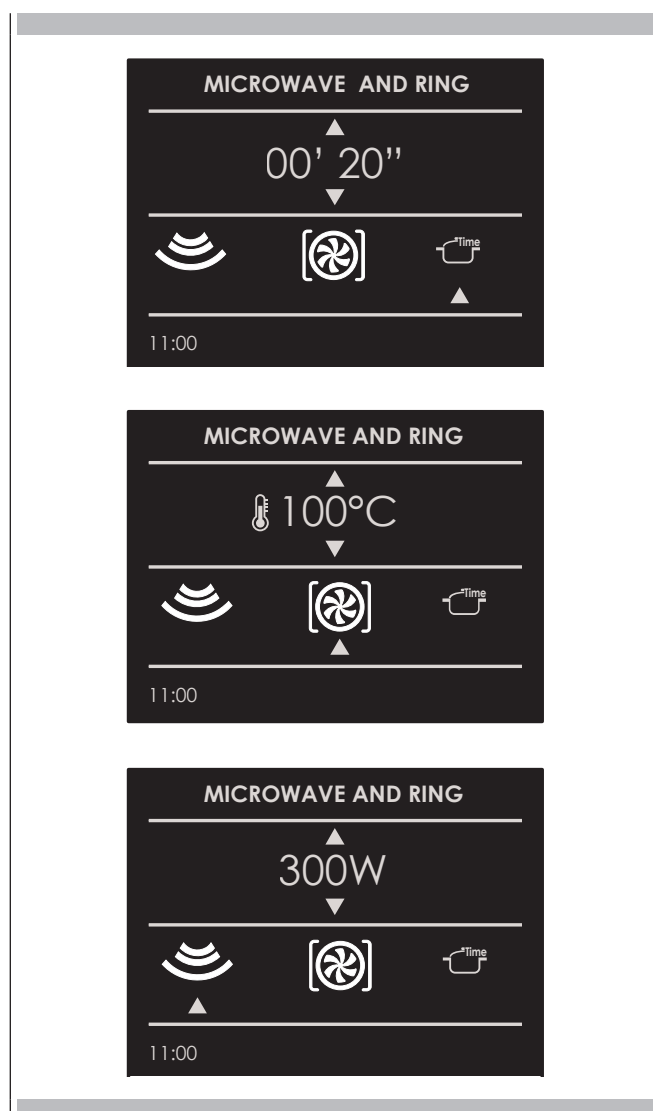 MICROWAVE AND RING
00’ 20’’
Time
11:00
MICROWAVE AND RING
100°C
Time
11:00
MICROWAVE AND RING
300W
Time
11:00